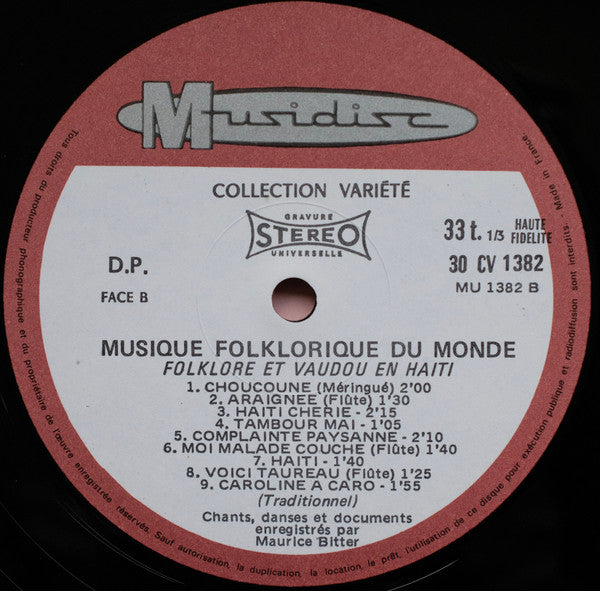 Musidisc
COLLECTION VARIÉTÉ
GRAVURE
STEREO
UNIVERSELLE
33 t. 1/3 HAUTE FIDELITE
D.P.
30 CV 1382
FACE B
MU 1382 B
MUSIQUE FOLKLORIQUE DU MONDE
FOLKLORE ET VAUDOU EN HAITI
1. CHOUCOUNE (Méringué) 2'00
2. ARAIGNEE (Flûte) 1'30
3. HAITI CHERIE - 2'15
4. TAMBOUR MAI - 1'05
5. COMPLAINTE PAYSANNE - 2'10
6. MOI MALADE COUCHE (Flûte) 1'40
7. HAITI - 1'40
8. VOICI TAUREAU (Flûte) 1'25
9. CAROLINE A CARO - 1'55
(Traditionnel)
Chants, danses et documents
enregistrés par
Maurice Bitter
Tous droits du producteur phonographique et du propriétaire de l'œuvre enregistrée réservés. Sauf autorisation, la duplication, la location, le prêt, l'utilisation de ce disque pour exécution publique et radiodiffusion sont interdits. - Made in France.